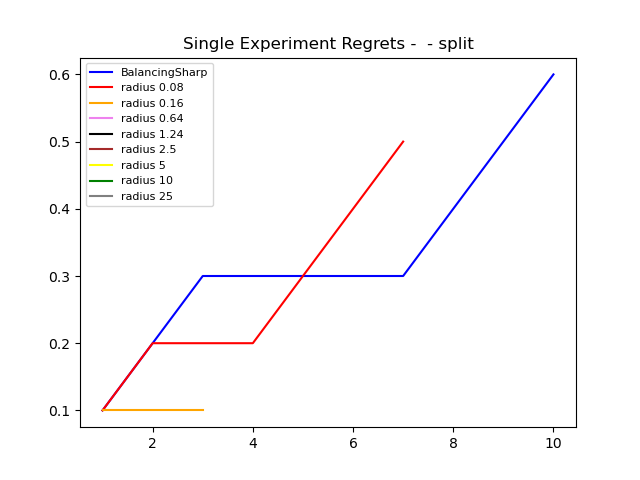 Single Experiment Regrets -  - split
BalancingSharp
radius 0.08
radius 0.16
radius 0.64
radius 1.24
radius 2.5
radius 5
radius 10
radius 25
0.6
0.5
0.4
0.3
0.2
0.1
2 4 6 8 10